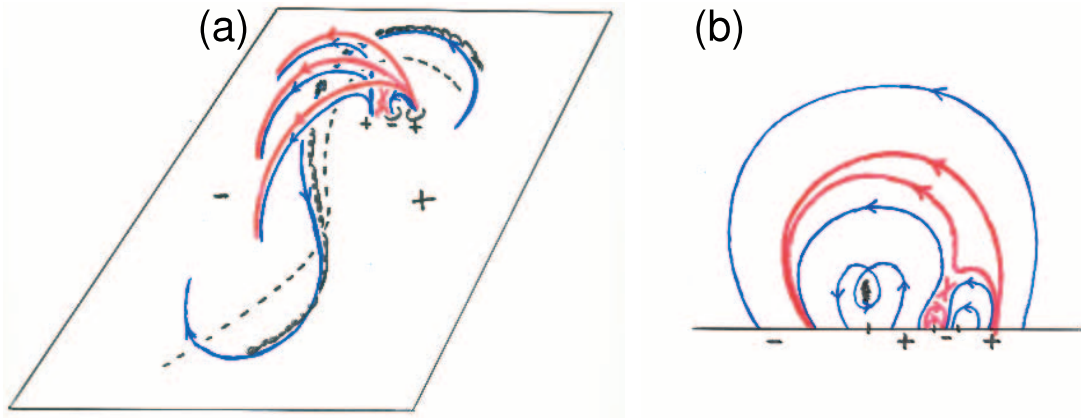 (a)
(b)
+ - +
- +
- + - +